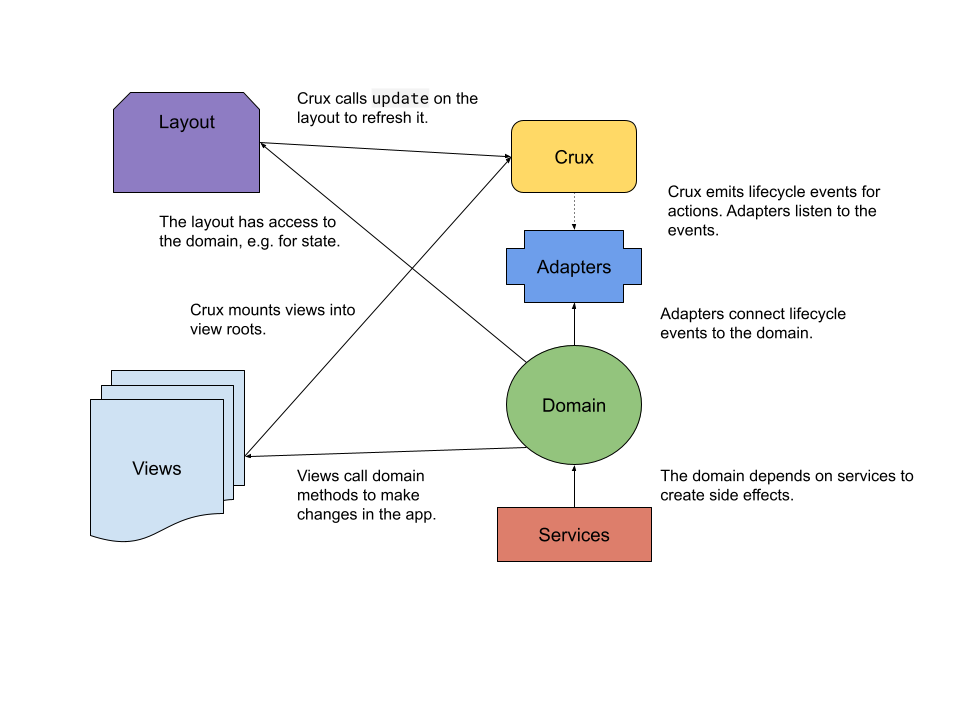 Crux calls update on the
layout to refresh it.
Layout
Crux
Crux emits lifecycle events for
actions. Adapters listen to the
events.
The layout has access to
the domain, e.g. for state.
Adapters
Crux mounts views into
view roots.
Adapters connect lifecycle
events to the domain.
Domain
Views
Views call domain
methods to make
changes in the app.
The domain depends on services to
create side effects.
Services